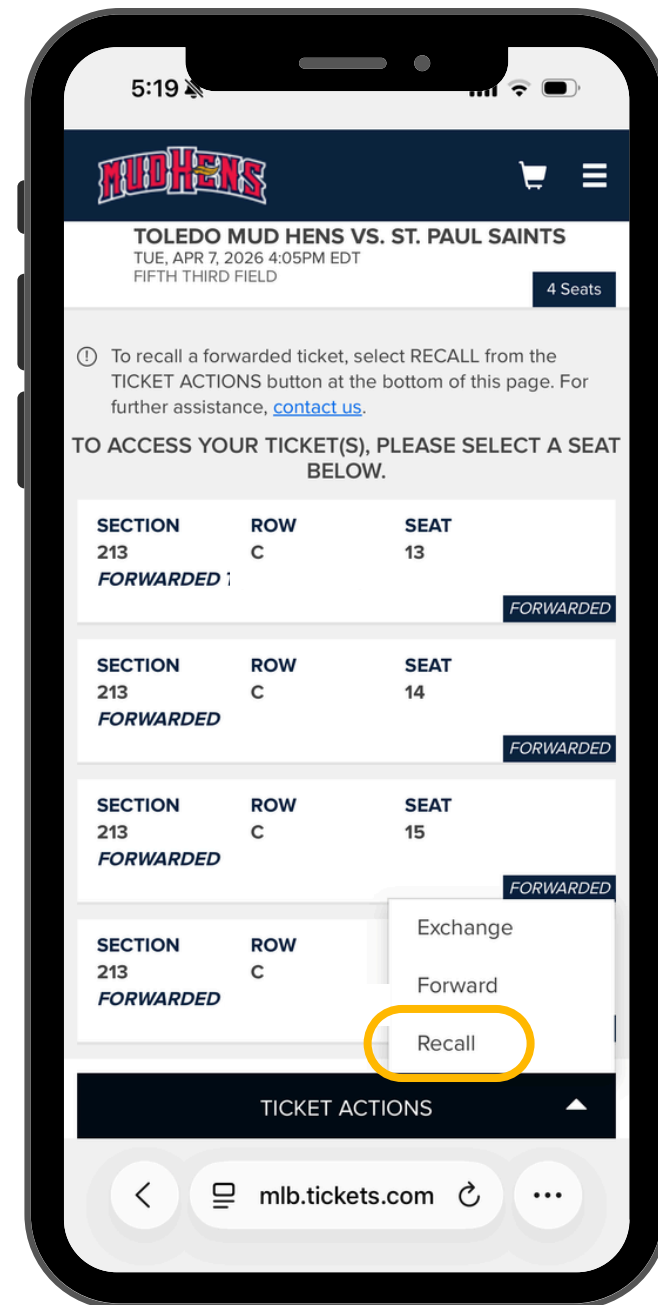 5:19
MUDHENS
TOLEDO MUD HENS VS. ST. PAUL SAINTS
TUE, APR 7, 2026 4:05PM EDT
FIFTH THIRD FIELD
4 Seats
To recall a forwarded ticket, select RECALL from the
TICKET ACTIONS button at the bottom of this page. For
further assistance, contact us.
TO ACCESS YOUR TICKET(S), PLEASE SELECT A SEAT
BELOW.
SECTION ROW SEAT
213 C 13
FORWARDED
FORWARDED
SECTION ROW SEAT
213 C 14
FORWARDED
FORWARDED
SECTION ROW SEAT
213 C 15
FORWARDED
FORWARDED
SECTION ROW
213 C
FORWARDED
Exchange
Forward
Recall
TICKET ACTIONS
mlb.tickets.com